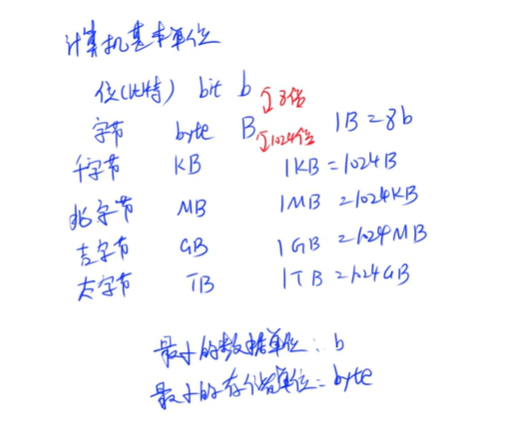 计算机基本单位
位(比特) bit b
8倍
字节 byte B 1B=8b
1024倍
千字节 KB 1KB=1024B
兆字节 MB 1MB=1024KB
吉字节 GB 1GB=1024MB
太字节 TB 1TB=1024GB
最小的数据单位: b
最小的存储单位: byte